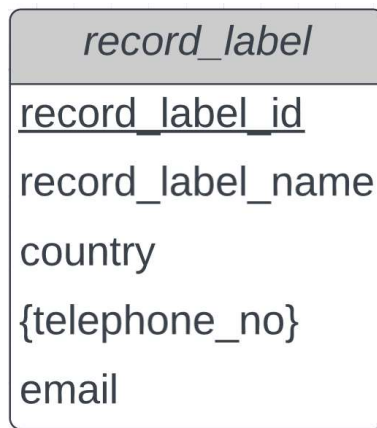 record_label
record_label_id
record_label_name
country
{telephone_no}
email